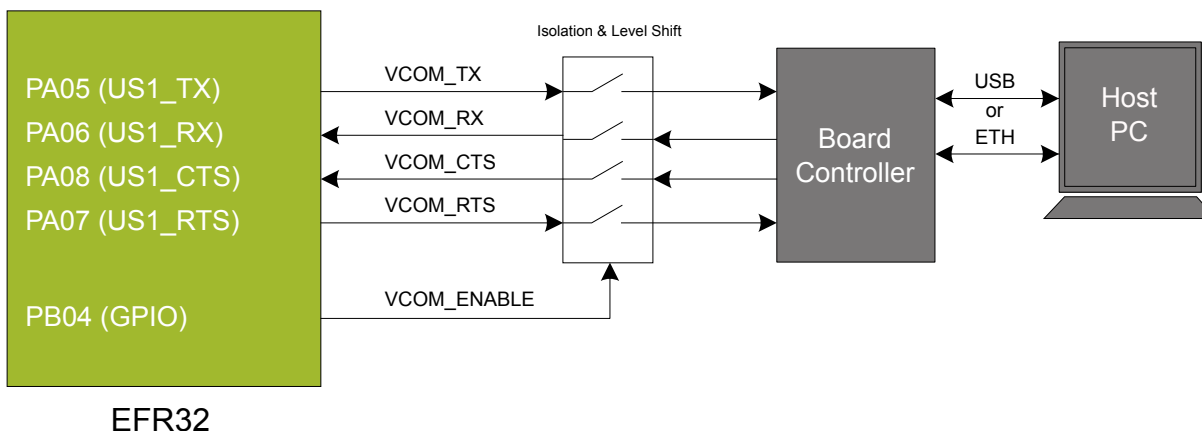 Isolation & Level Shift
PA05 (US1_TX)
VCOM_TX
PA06 (US1_RX)
VCOM_RX
PA08 (US1_CTS)
VCOM_CTS
PA07 (US1_RTS)
VCOM_RTS
PB04 (GPIO)
VCOM_ENABLE
Board
Controller
USB
or
ETH
Host
PC
EFR32